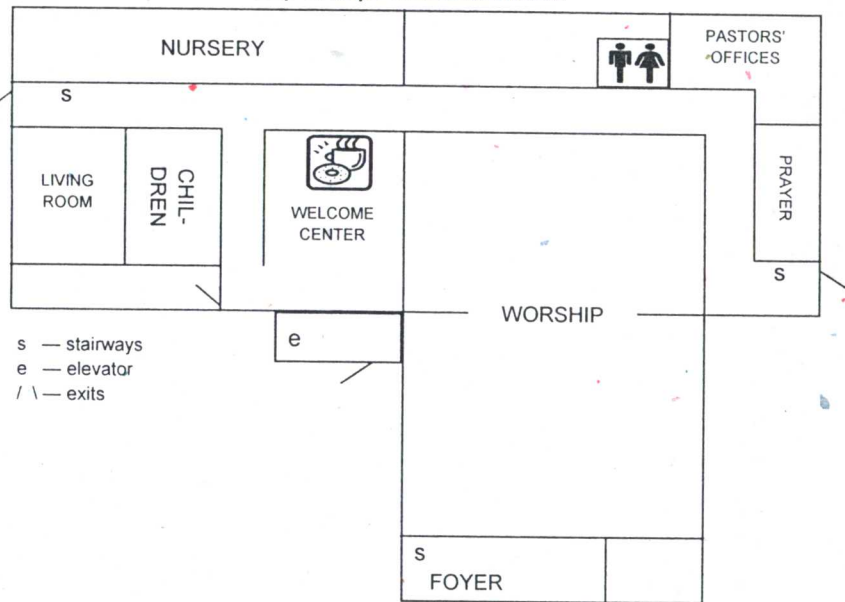 NURSERY
PASTORS'
OFFICES
s
LIVING
ROOM
CHIL-
DREN
WELCOME
CENTER
PRAYER
s
WORSHIP
e
s — stairways
e — elevator
/ \ — exits
s
FOYER